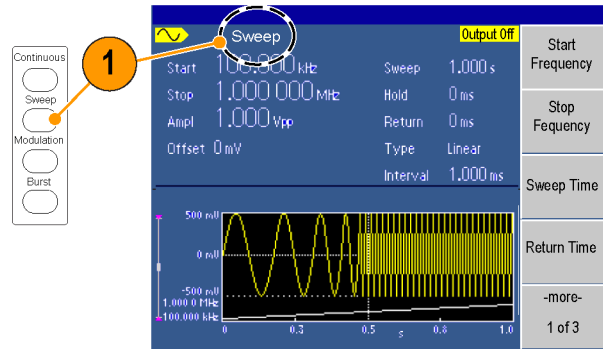 Continuous
Sweep
Modulation
Burst
1
Sweep
Output Off
Start 100.000 kHz
Sweep 1.000 s
Stop 1.000 000 MHz
Hold 0 ms
Ampl 1.000 Vpp
Return 0 ms
Offset 0 mV
Type Linear
Interval 1.000 ms
500 mV
0 mV
-500 mV
1.000 0 MHz
100.000 kHz
0 0.3 0.5 s 0.8 1.0
Start
Frequency
Stop
Fequency
Sweep Time
Return Time
-more-
1 of 3